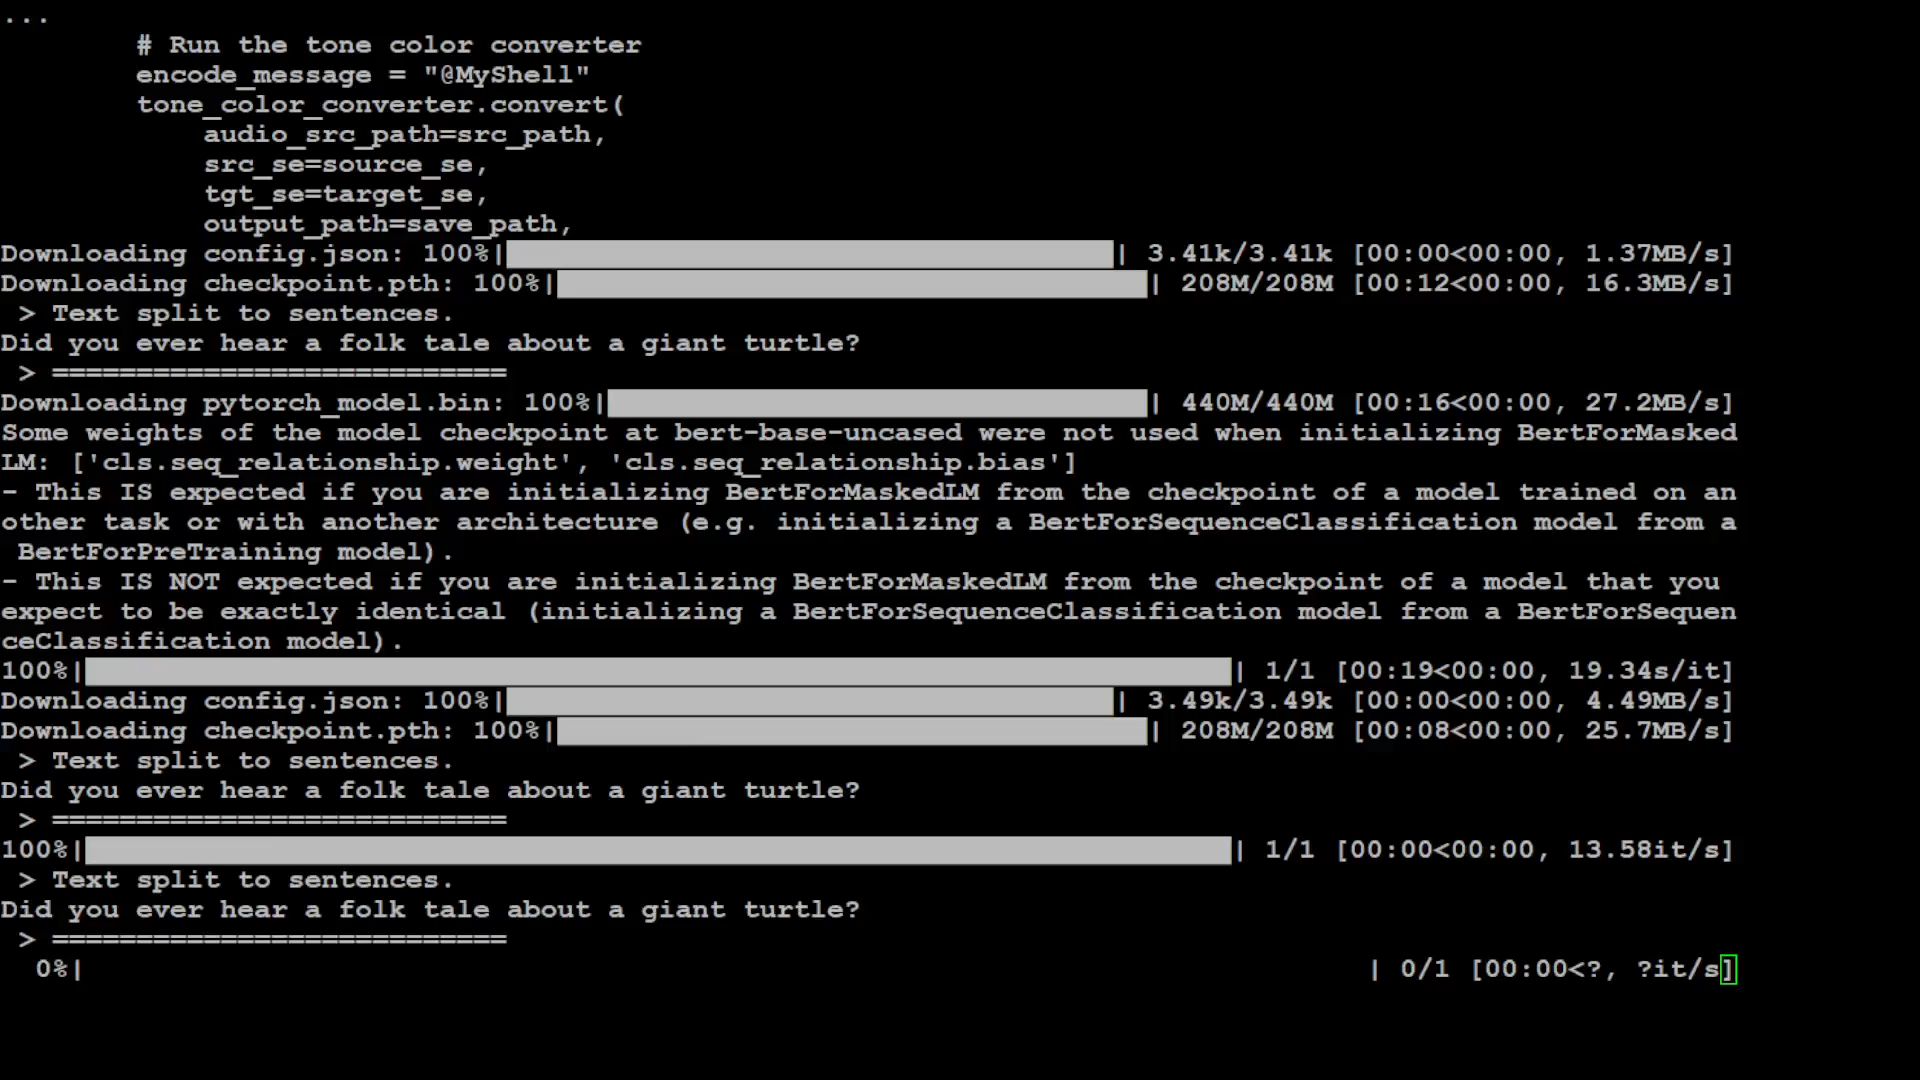 ...
# Run the tone color converter
encode_message = "@MyShell"
tone_color_converter.convert(
audio_src_path=src_path,
src_se=source_se,
tgt_se=target_se,
output_path=save_path,
Downloading config.json: 100%| | 3.41k/3.41k [00:00<00:00, 1.37MB/s]
Downloading checkpoint.pth: 100%| | 208M/208M [00:12<00:00, 16.3MB/s]
> Text split to sentences.
Did you ever hear a folk tale about a giant turtle?
> ===========================
Downloading pytorch_model.bin: 100%| | 440M/440M [00:16<00:00, 27.2MB/s]
Some weights of the model checkpoint at bert-base-uncased were not used when initializing BertForMasked
LM: ['cls.seq_relationship.weight', 'cls.seq_relationship.bias']
- This IS expected if you are initializing BertForMaskedLM from the checkpoint of a model trained on an
other task or with another architecture (e.g. initializing a BertForSequenceClassification model from a
BertForPreTraining model).
- This IS NOT expected if you are initializing BertForMaskedLM from the checkpoint of a model that you
expect to be exactly identical (initializing a BertForSequenceClassification model from a BertForSequen
ceClassification model).
100%| | 1/1 [00:19<00:00, 19.34s/it]
Downloading config.json: 100%| | 3.49k/3.49k [00:00<00:00, 4.49MB/s]
Downloading checkpoint.pth: 100%| | 208M/208M [00:08<00:00, 25.7MB/s]
> Text split to sentences.
Did you ever hear a folk tale about a giant turtle?
> ===========================
100%| | 1/1 [00:00<00:00, 13.58it/s]
> Text split to sentences.
Did you ever hear a folk tale about a giant turtle?
> ===========================
0%| | 0/1 [00:00<?, ?it/s]